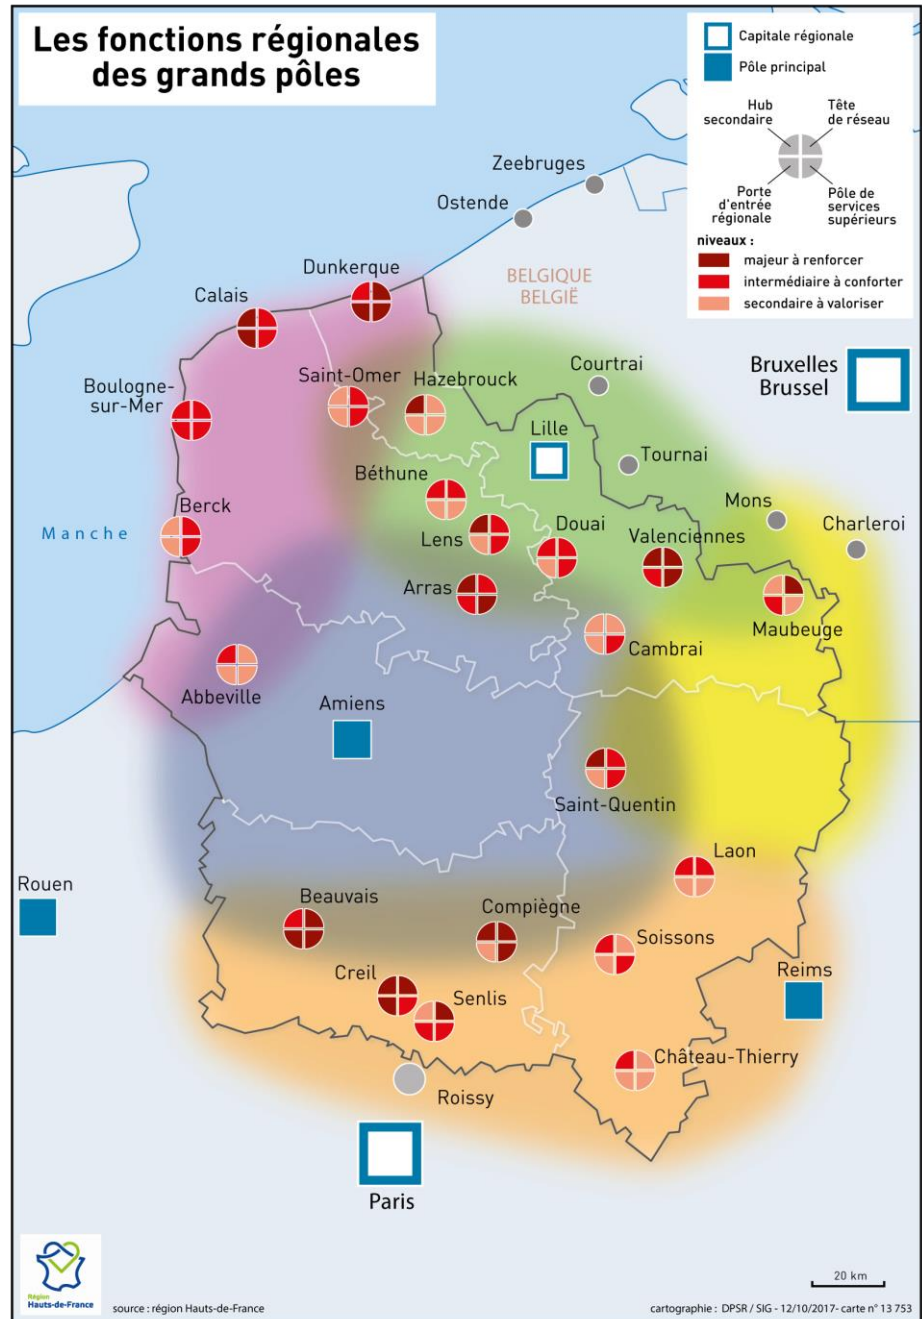 Les fonctions régionales
des grands pôles
Capitale régionale
Pôle principal
Hub
secondaire
Tête
de réseau
Porte
d'entrée
régionale
Pôle de
services
supérieurs
niveaux :
majeur à renforcer
intermédiaire à conforter
secondaire à valoriser
Zeebruges
Ostende
BELGIQUE
BELGIË
Dunkerque
Calais
Courtrai
Bruxelles
Brussel
Saint-Omer
Hazebrouck
Boulogne-
sur-Mer
Lille
Tournai
Béthune
Mons
Berck
Manche
Lens
Douai
Valenciennes
Charleroi
Arras
Maubeuge
Cambrai
Abbeville
Amiens
Saint-Quentin
Laon
Rouen
Beauvais
Compiègne
Soissons
Reims
Creil
Senlis
Château-Thierry
Roissy
Paris
Région
Hauts-de-France
source : région Hauts-de-France
20 km
cartographie : DPSR / SIG - 12/10/2017- carte n° 13 753